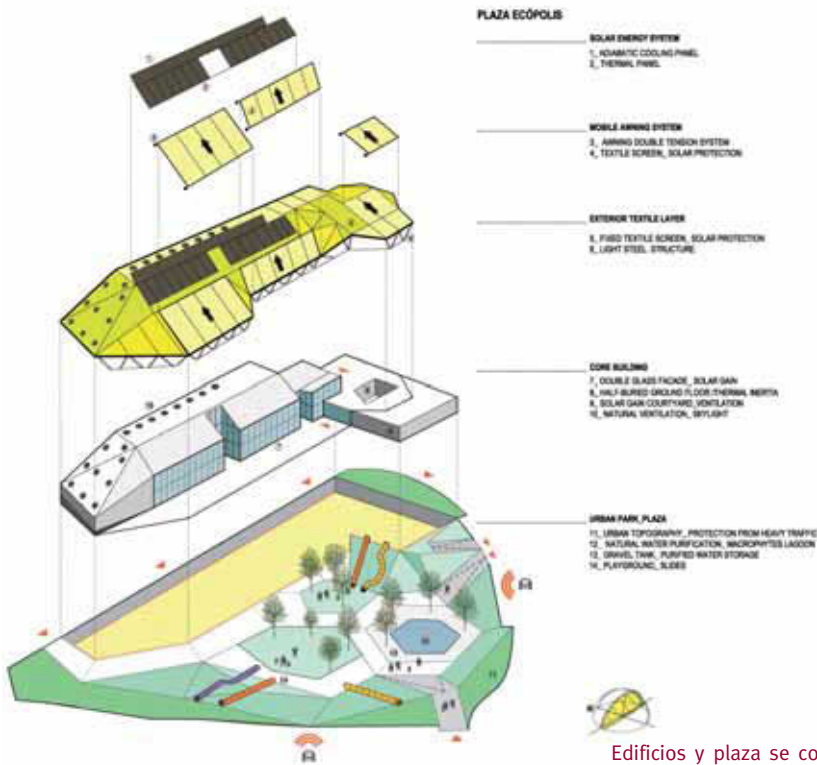 PLAZA ECÓPOLIS
SOLAR ENERGY SYSTEM
1_ ADIABATIC COOLING PANEL
2_ THERMAL PANEL
MOBILE AWNING SYSTEM
3_ AWNING DOUBLE TENSION SYSTEM
4_ TEXTILE SCREEN_ SOLAR PROTECTION
EXTERIOR TEXTILE LAYER
5_ FIXED TEXTILE SCREEN_ SOLAR PROTECTION
6_ LIGHT STEEL STRUCTURE
CORE BUILDING
7_ DOUBLE GLASS FACADE_ SOLAR GAIN
8_ HALF-BURIED GROUND FLOOR /THERMAL INERTIA
9_ SOLAR GAIN COURTYARD_VENTILATION
10_ NATURAL VENTILATION_ SKYLIGHT
URBAN PARK_PLAZA
11_ URBAN TOPOGRAPHY_ PROTECTION FROM HEAVY TRAFFIC
12_ NATURAL WATER PURIFICATION_ MACROPHYTES LAGOON
13_ GRAVEL TANK_ PURIFIED WATER STORAGE
14_ PLAYGROUND_ SLIDES
Edificios y plaza se co